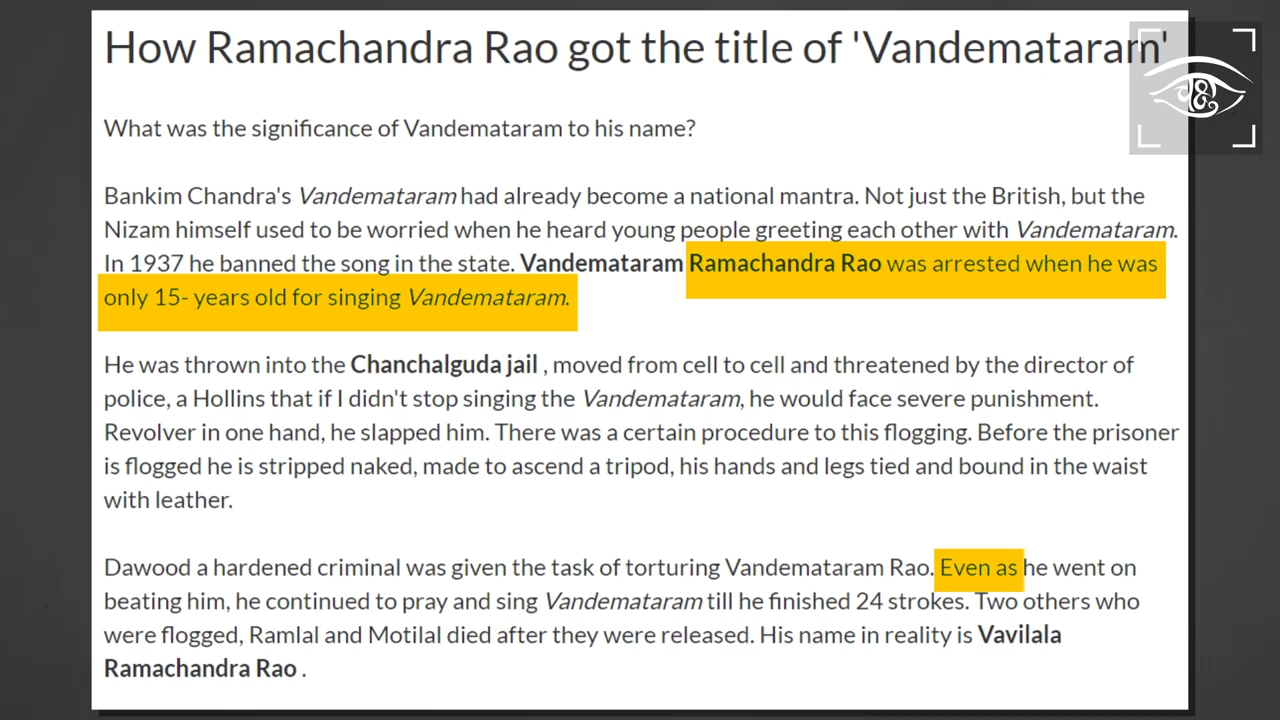 How Ramachandra Rao got the title of 'Vandemataram'
What was the significance of Vandemataram to his name?
Bankim Chandra's Vandemataram had already become a national mantra. Not just the British, but the
Nizam himself used to be worried when he heard young people greeting each other with Vandemataram.
In 1937 he banned the song in the state. Vandemataram Ramachandra Rao was arrested when he was
only 15- years old for singing Vandemataram.
He was thrown into the Chanchalguda jail , moved from cell to cell and threatened by the director of
police, a Hollins that if I didn't stop singing the Vandemataram, he would face severe punishment.
Revolver in one hand, he slapped him. There was a certain procedure to this flogging. Before the prisoner
is flogged he is stripped naked, made to ascend a tripod, his hands and legs tied and bound in the waist
with leather.
Dawood a hardened criminal was given the task of torturing Vandemataram Rao. Even as he went on
beating him, he continued to pray and sing Vandemataram till he finished 24 strokes. Two others who
were flogged, Ramlal and Motilal died after they were released. His name in reality is Vavilala
Ramachandra Rao .